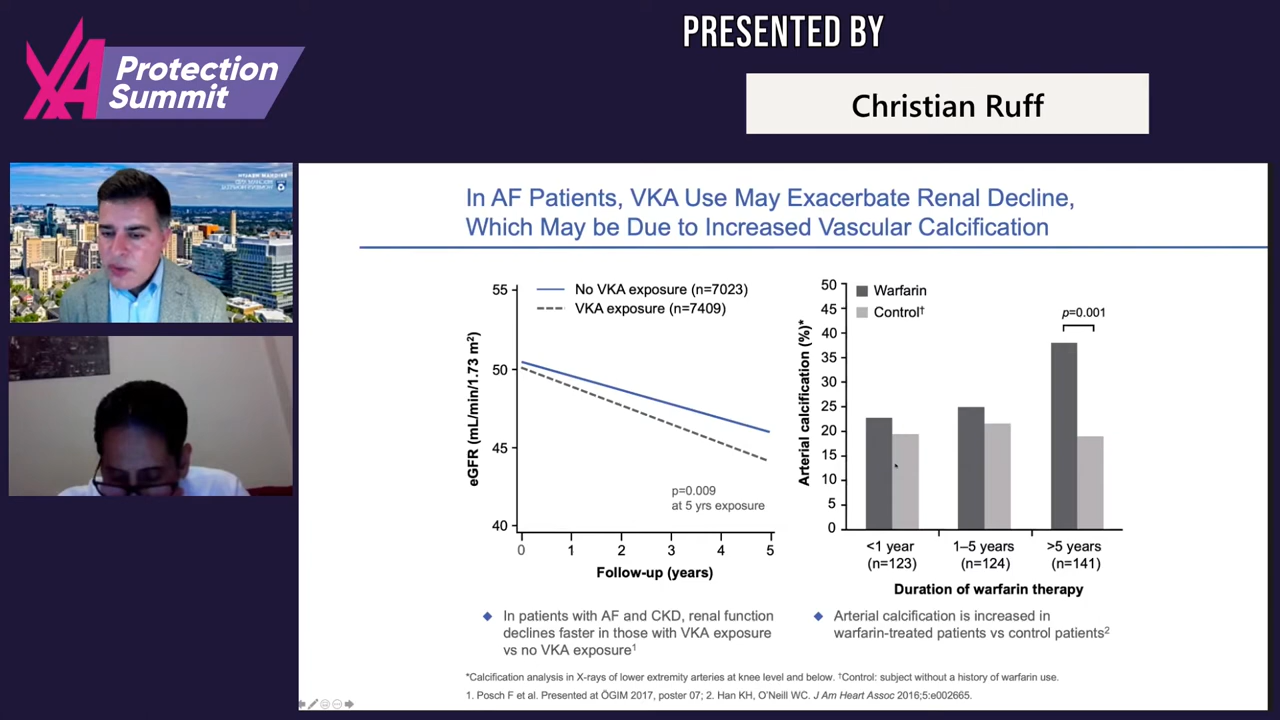 PRESENTED BY
XA Protection
Summit
Christian Ruff
In AF Patients, VKA Use May Exacerbate Renal Decline,
Which May be Due to Increased Vascular Calcification
No VKA exposure (n=7023)
VKA exposure (n=7409)
eGFR (mL/min/1.73 m²)
55
50
45
40
p=0.009
at 5 yrs exposure
0 1 2 3 4 5
Follow-up (years)
In patients with AF and CKD, renal function
declines faster in those with VKA exposure
vs no VKA exposure¹
Warfarin
Control†
p=0.001
Arterial calcification (%)*
50
45
40
35
30
25
20
15
10
5
0
<1 year 1–5 years >5 years
(n=123) (n=124) (n=141)
Duration of warfarin therapy
Arterial calcification is increased in
warfarin-treated patients vs control patients²
*Calcification analysis in X-rays of lower extremity arteries at knee level and below. †Control: subject without a history of warfarin use.
1. Posch F et al. Presented at ÖGIM 2017, poster 07; 2. Han KH, O'Neill WC. J Am Heart Assoc 2016;5:e002665.